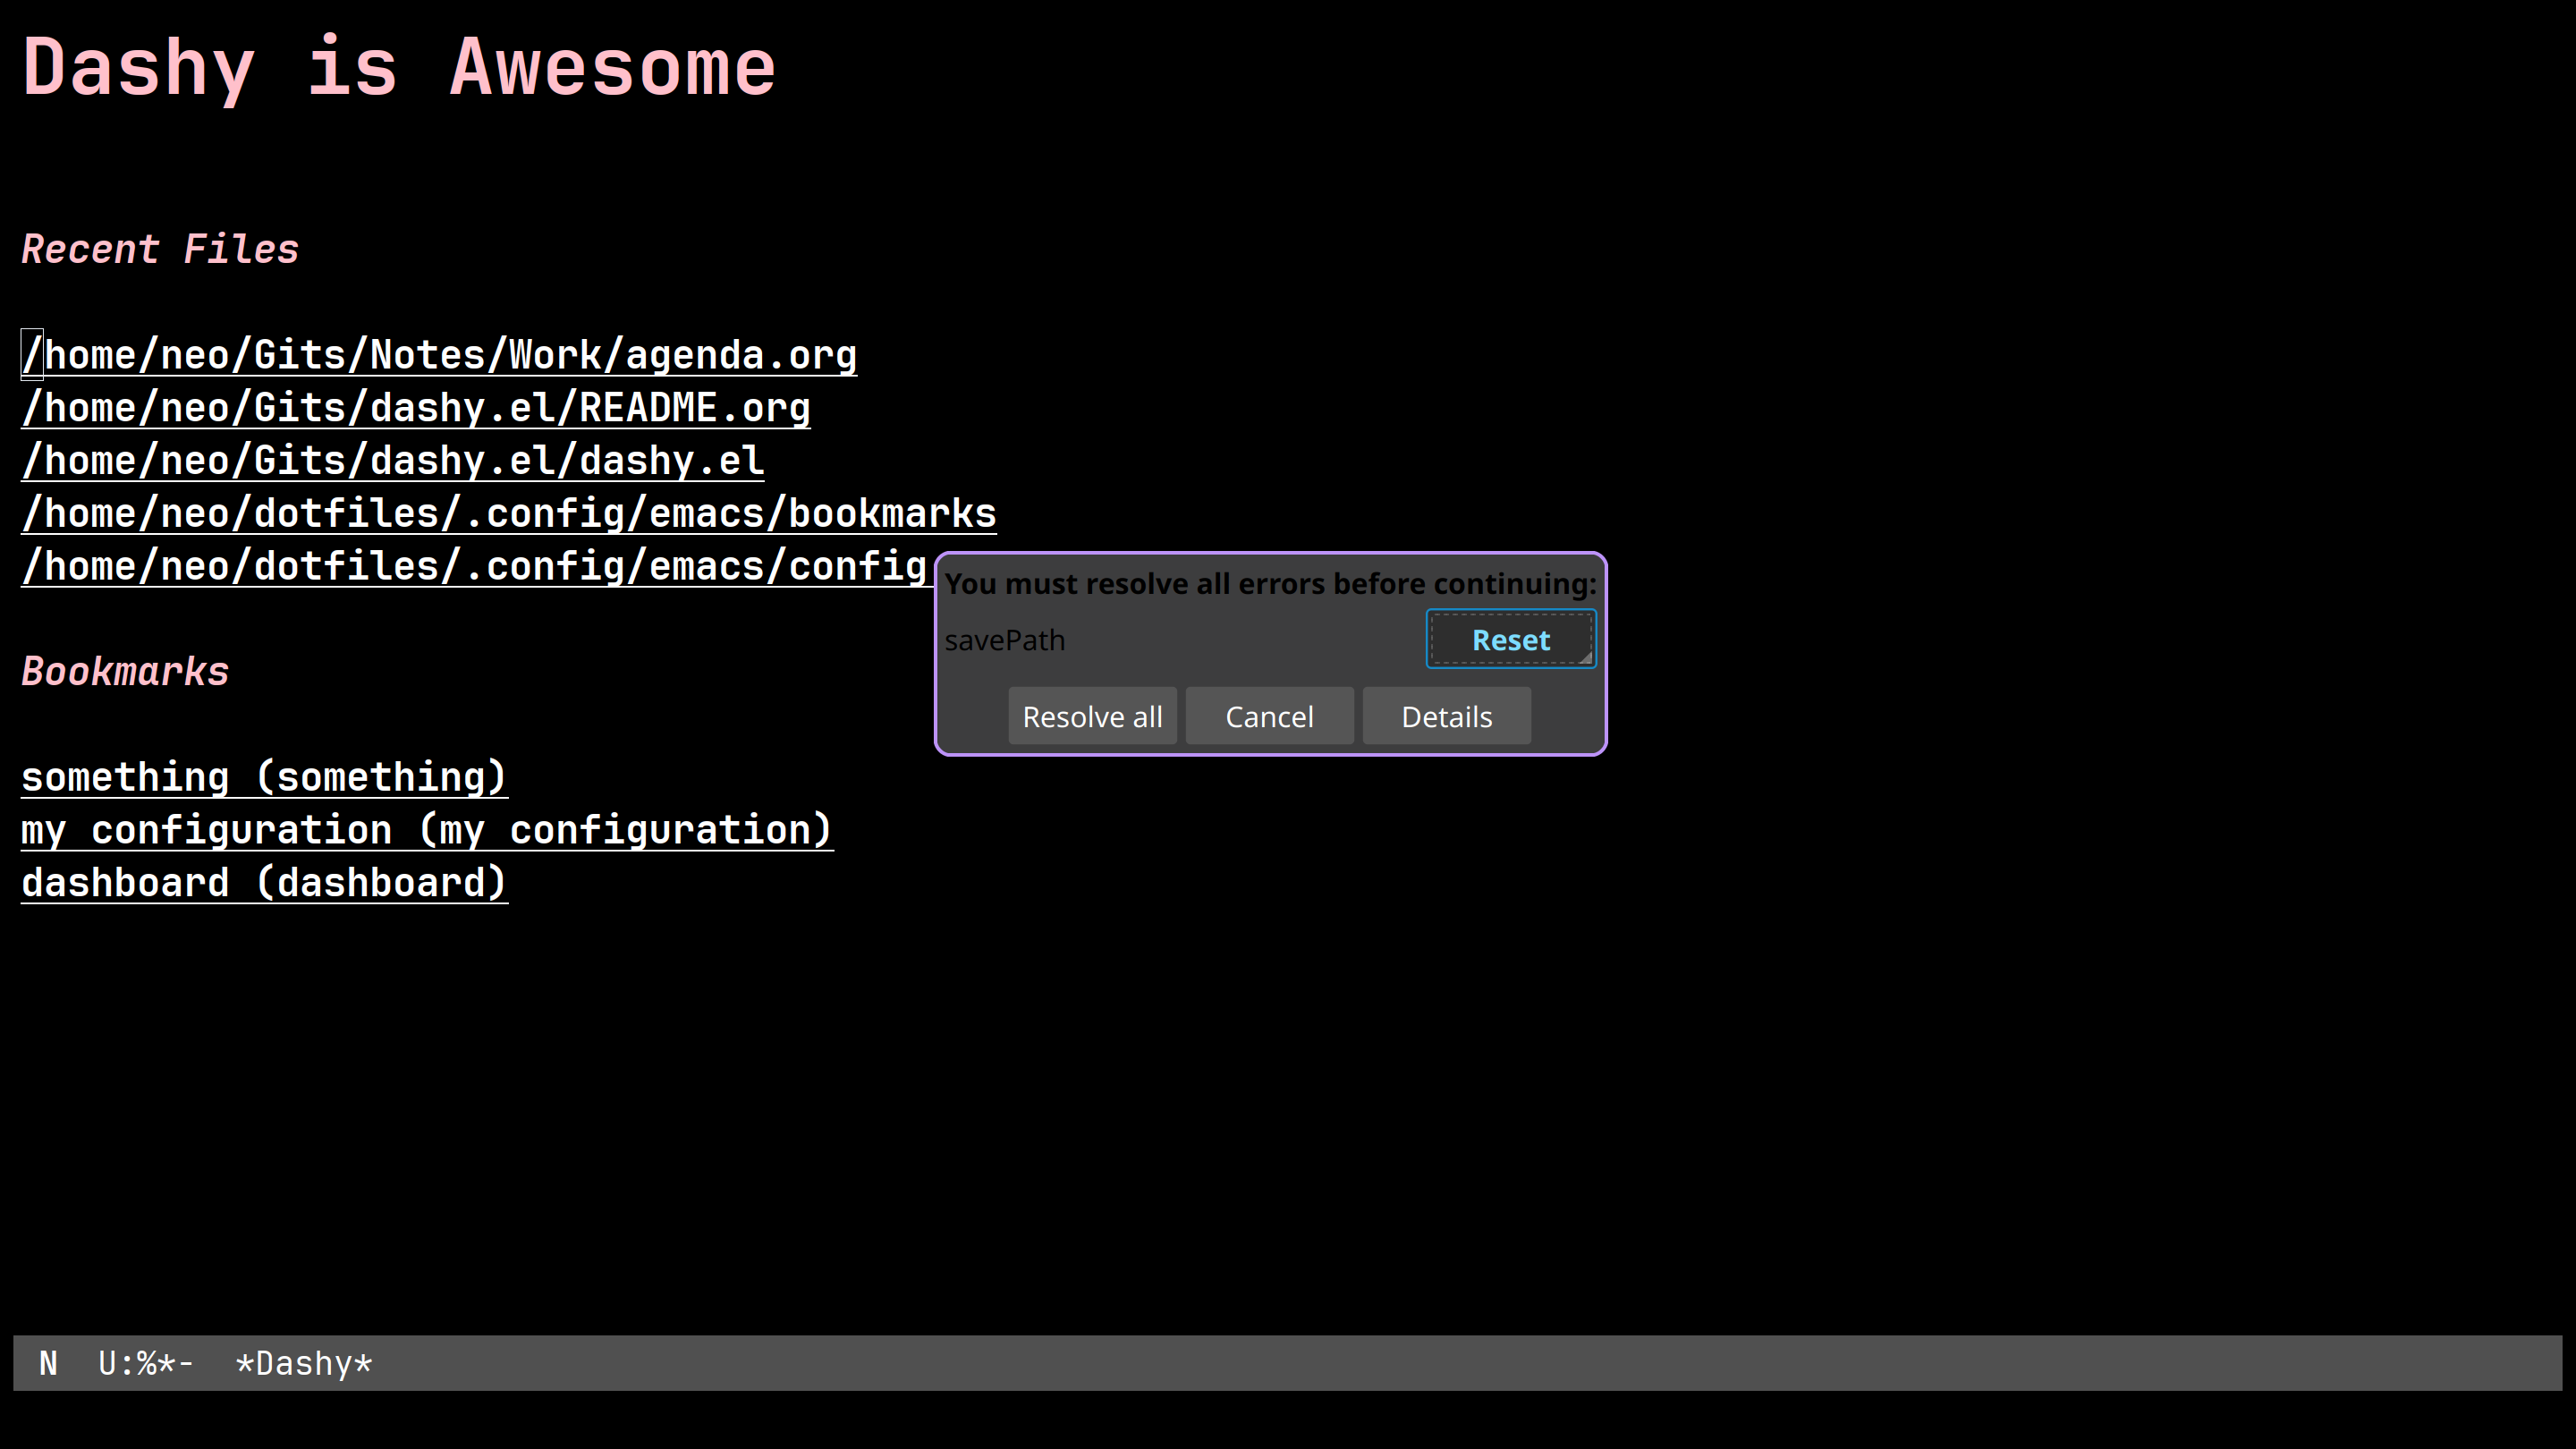 Dashy is Awesome
Recent Files
/home/neo/Gits/Notes/Work/agenda.org
/home/neo/Gits/dashy.el/README.org
/home/neo/Gits/dashy.el/dashy.el
/home/neo/dotfiles/.config/emacs/bookmarks
/home/neo/dotfiles/.config/emacs/config
You must resolve all errors before continuing:
savePath
Reset
Resolve all
Cancel
Details
Bookmarks
something (something)
my configuration (my configuration)
dashboard (dashboard)
N U:%*- *Dashy*